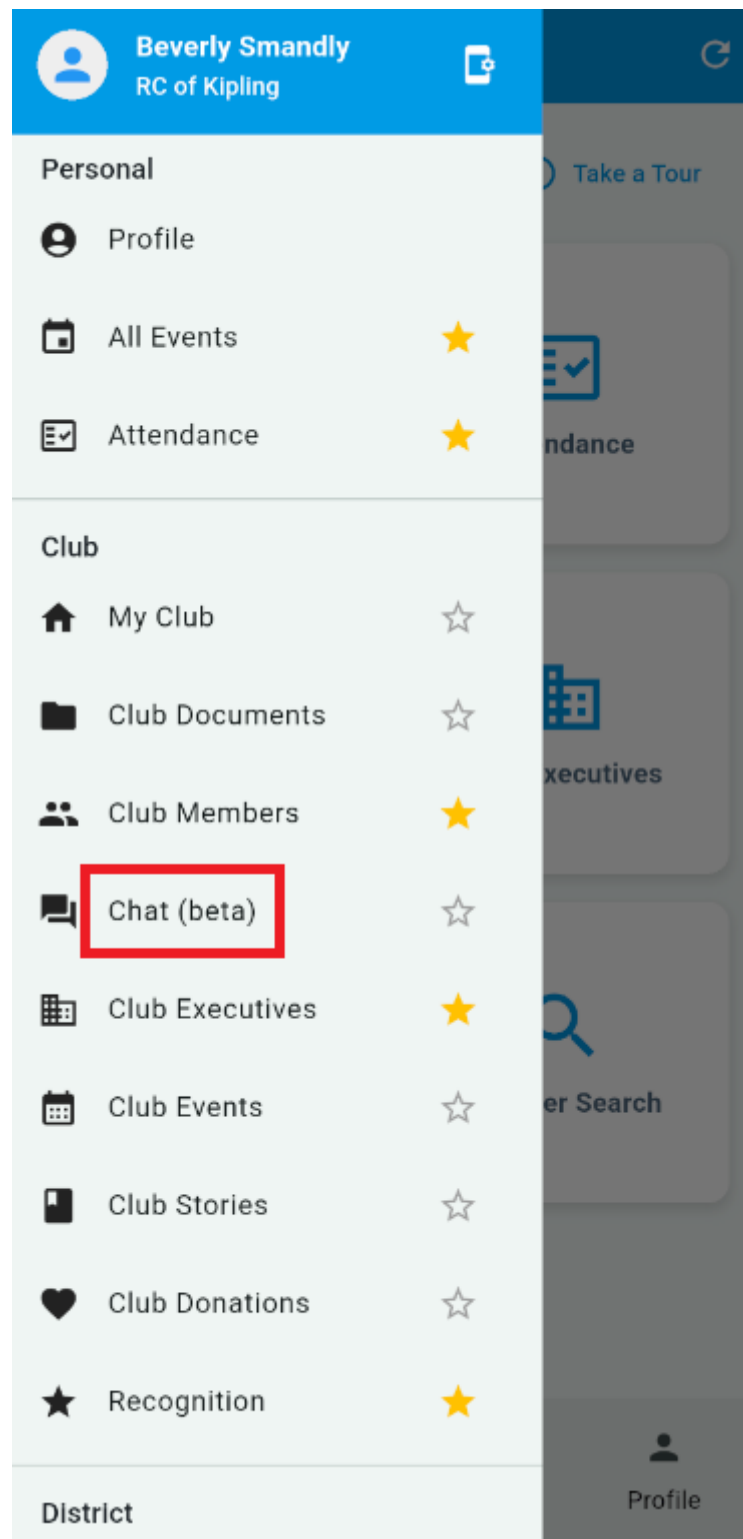 Beverly Smandly
RC of Kipling
Take a Tour
Personal
Profile
All Events
Attendance
ndance
Club
My Club
Club Documents
xecutives
Club Members
Chat (beta)
Club Executives
Club Events
er Search
Club Stories
Club Donations
Recognition
District
Profile